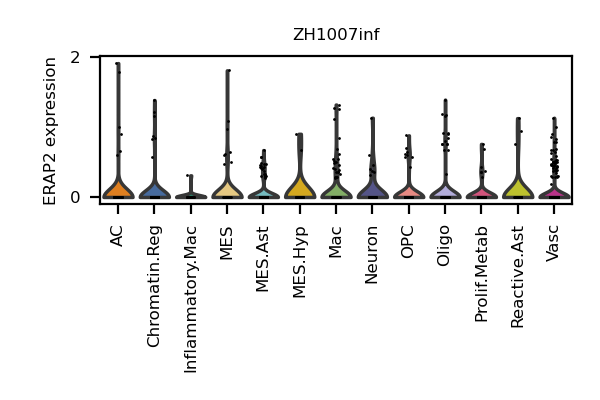 ZH1007inf
ERAP2 expression
2
0
AC
Chromatin.Reg
Inflammatory.Mac
MES
MES.Ast
MES.Hyp
Mac
Neuron
OPC
Oligo
Prolif.Metab
Reactive.Ast
Vasc